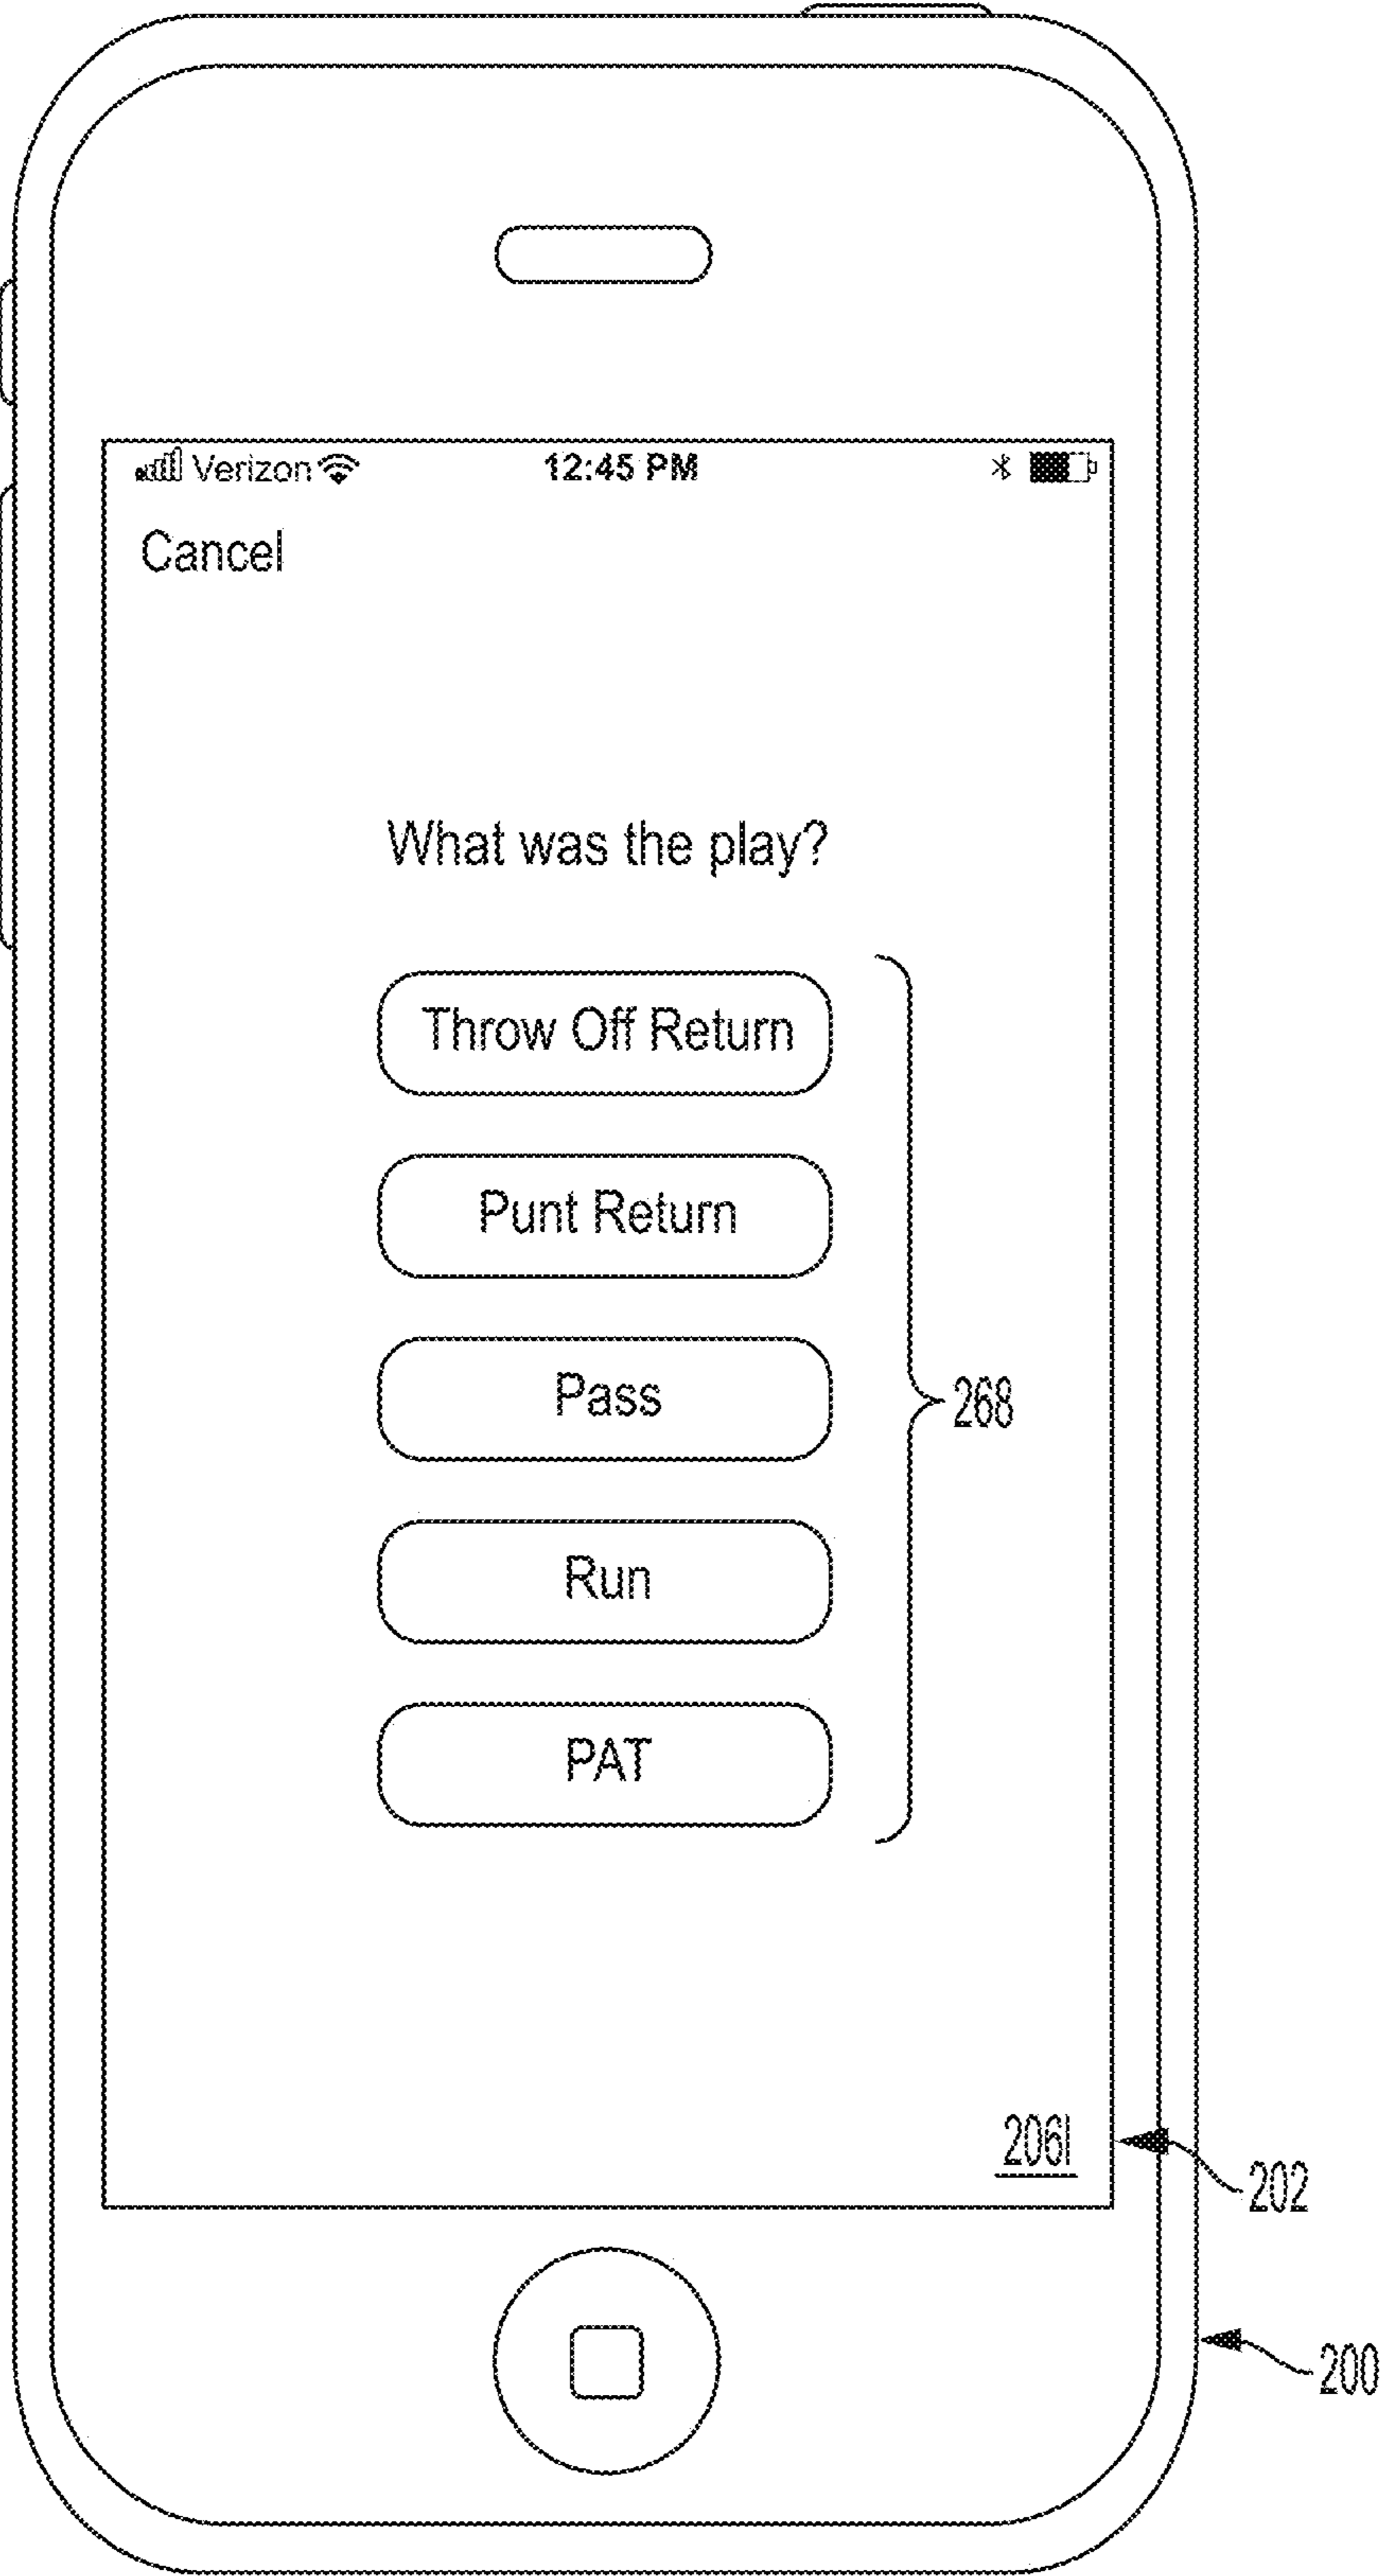 Verizon 12:45 PM
Cancel
What was the play?
Throw Off Return
Punt Return
Pass
268
Run
PAT
206I
202
200